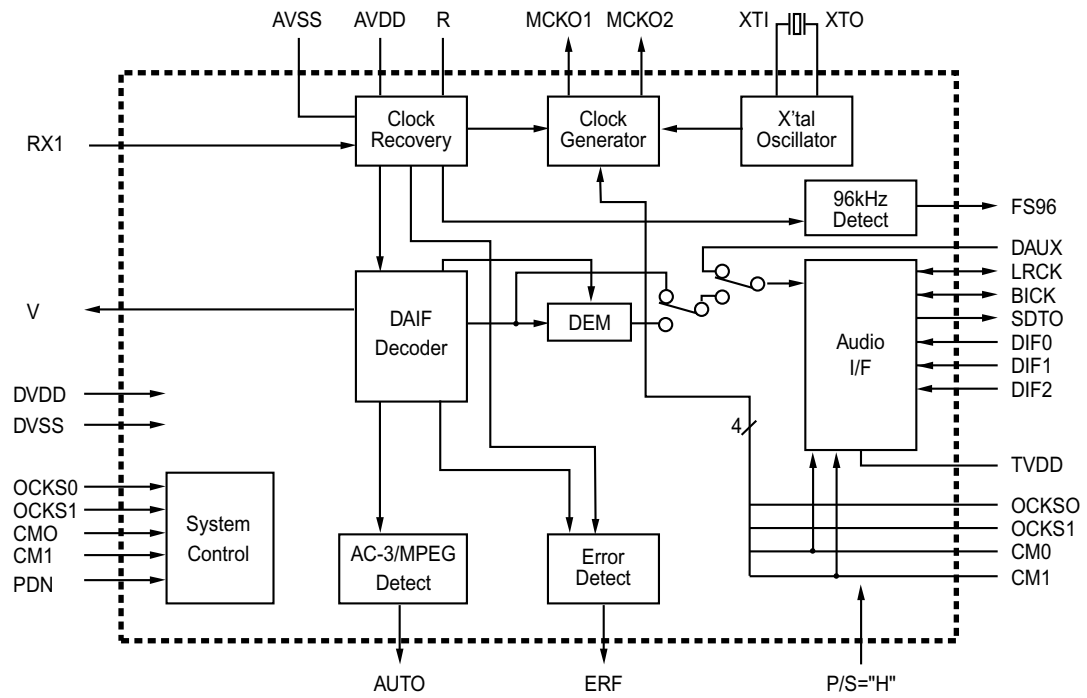 AVSS AVDD R MCKO1 MCKO2 XTI XTO
Clock
Recovery
Clock
Generator
X'tal
Oscillator
RX1
96kHz
Detect
FS96
DAUX
LRCK
BICK
SDTO
DIF0
DIF1
DIF2
V
DAIF
Decoder
DEM
Audio
I/F
DVDD
DVSS
4
TVDD
OCKS0
OCKS1
CMO
CM1
PDN
System
Control
AC-3/MPEG
Detect
Error
Detect
OCKSO
OCKS1
CM0
CM1
AUTO
ERF
P/S="H"